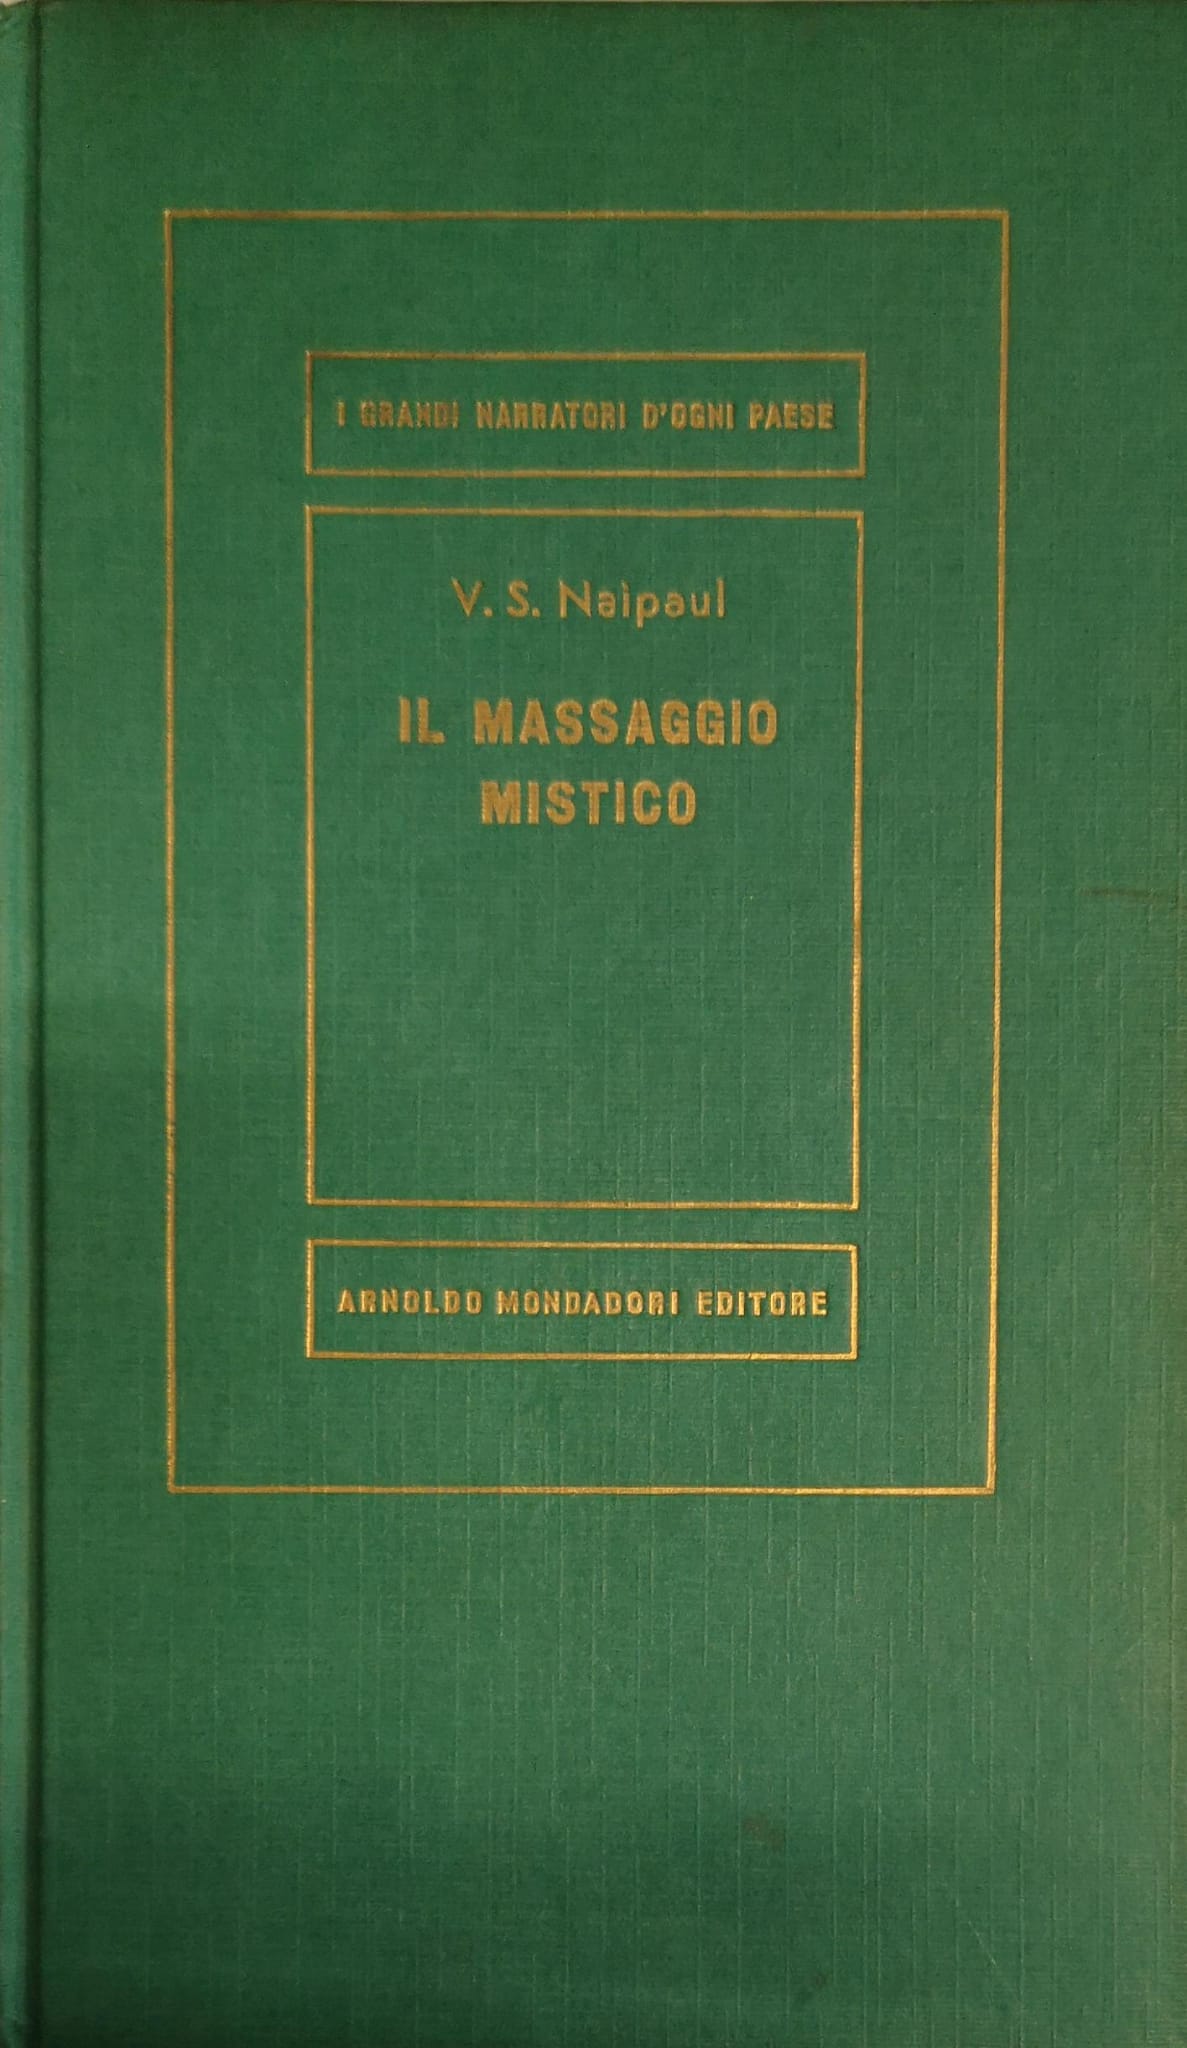 I GRANDI NARRATORI D'OGNI PAESE
V. S. Naipaul
IL MASSAGGIO
MISTICO
ARNOLDO MONDADORI EDITORE